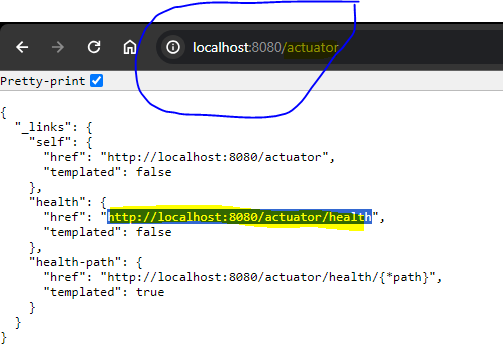 localhost:8080/actuator
Pretty-print
{
  "_links": {
    "self": {
      "href": "http://localhost:8080/actuator",
      "templated": false
    },
    "health": {
      "href": "http://localhost:8080/actuator/health",
      "templated": false
    },
    "health-path": {
      "href": "http://localhost:8080/actuator/health/{*path}",
      "templated": true
    }
  }
}